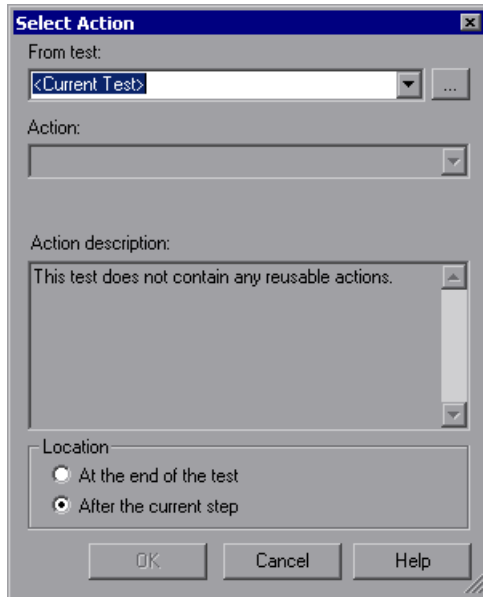 Select Action
From test:
<Current Test>
...
Action:
Action description:
This test does not contain any reusable actions.
Location
At the end of the test
After the current step
OK
Cancel
Help